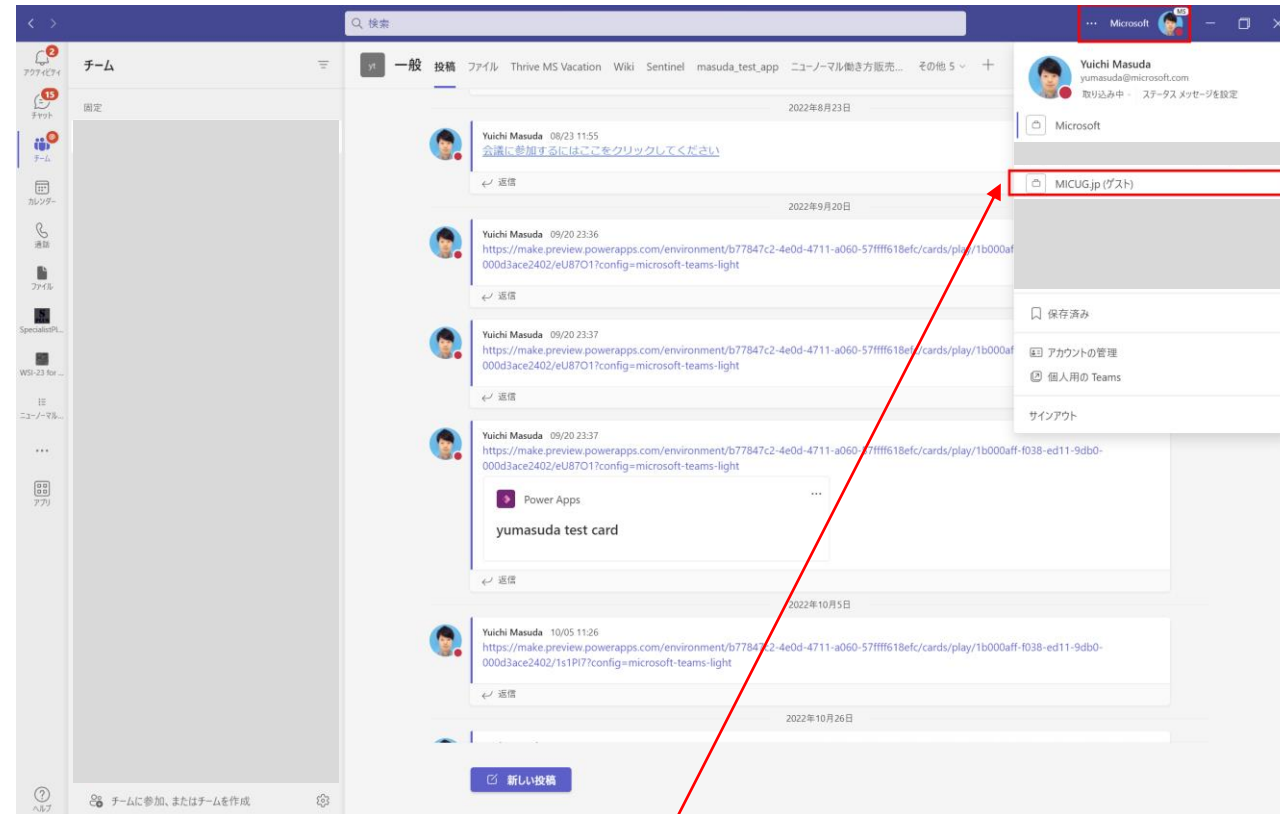 検索
··· Microsoft
MS
2
アクティビティ
15
チャット
チーム
カレンダー
通話
ファイル
SpecialistPl...
WSI-23 for ...
ニューノーマル...
···
アプリ
ヘルプ
チーム
固定
チームに参加、またはチームを作成
yt 一般 投稿 ファイル Thrive MS Vacation Wiki Sentinel masuda_test_app ニューノーマル働き方販売... その他 5
2022年8月23日
Yuichi Masuda 08/23 11:55
会議に参加するにはここをクリックしてください
返信
2022年9月20日
Yuichi Masuda 09/20 23:36
https://make.preview.powerapps.com/environment/b77847c2-4e0d-4711-a060-57ffff618efc/cards/play/1b000af
000d3ace2402/eU87O1?config=microsoft-teams-light
返信
Yuichi Masuda 09/20 23:37
https://make.preview.powerapps.com/environment/b77847c2-4e0d-4711-a060-57ffff618efc/cards/play/1b000af
000d3ace2402/eU87O1?config=microsoft-teams-light
返信
Yuichi Masuda 09/20 23:37
https://make.preview.powerapps.com/environment/b77847c2-4e0d-4711-a060-57ffff618efc/cards/play/1b000aff-f038-ed11-9db0-
000d3ace2402/eU87O1?config=microsoft-teams-light
Power Apps ···
yumasuda test card
返信
2022年10月5日
Yuichi Masuda 10/05 11:26
https://make.preview.powerapps.com/environment/b77847c2-4e0d-4711-a060-57ffff618efc/cards/play/1b000aff-f038-ed11-9db0-
000d3ace2402/1s1PI7?config=microsoft-teams-light
返信
2022年10月26日
新しい投稿
Yuichi Masuda
yumasuda@microsoft.com
取り込み中 ステータス メッセージを設定
Microsoft
MICUG.jp (ゲスト)
保存済み
アカウントの管理
個人用の Teams
サインアウト